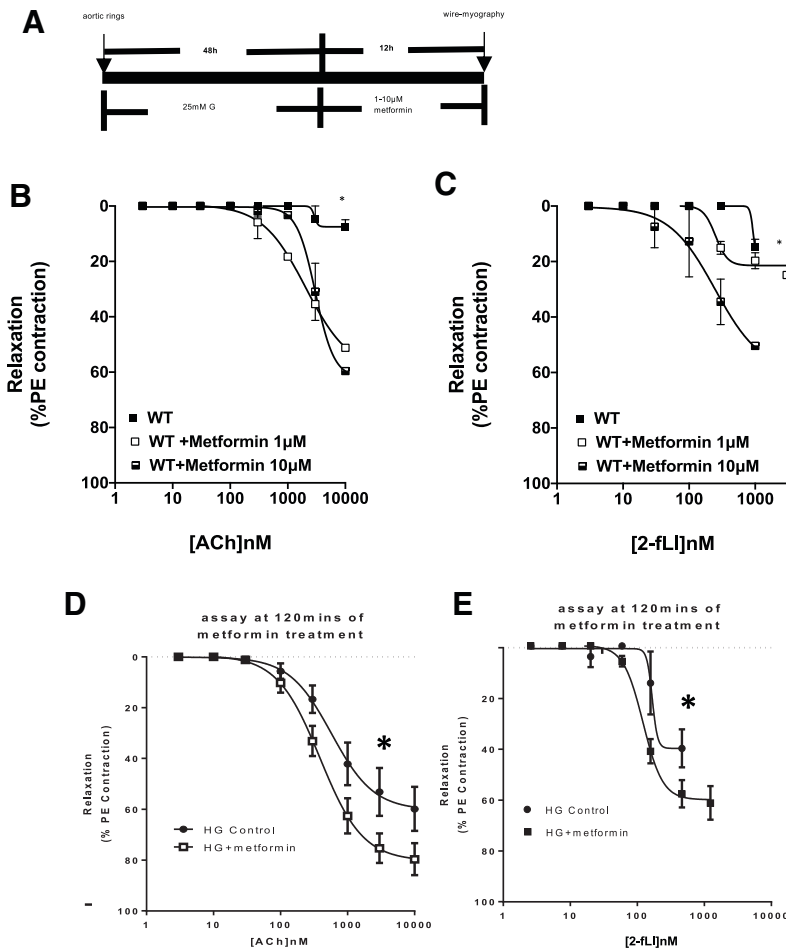 A
aortic rings
wire-myography
48h
12h
25mM G
1-10µM
metformin
B
0
20
40
60
80
100
Relaxation
(%PE contraction)
WT
WT +Metformin 1µM
WT+Metformin 10µM
*
1
10
100
1000
10000
[ACh]nM
C
0
20
40
60
80
100
Relaxation
(%PE contraction)
WT
WT+Metformin 1µM
WT+Metformin 10µM
*
1
10
100
1000
[2-fLI]nM
D
assay at 120mins of
metformin treatment
0
20
40
60
80
100
Relaxation
(% PE Contraction)
*
HG Control
HG+metformin
1
10
100
1000
10000
[ACh]nM
E
assay at 120mins of
metformin treatment
20
40
60
80
100
Relaxation
(% PE Contraction)
*
HG Control
HG+metformin
1
10
100
1000
10000
[2-fLI]nM